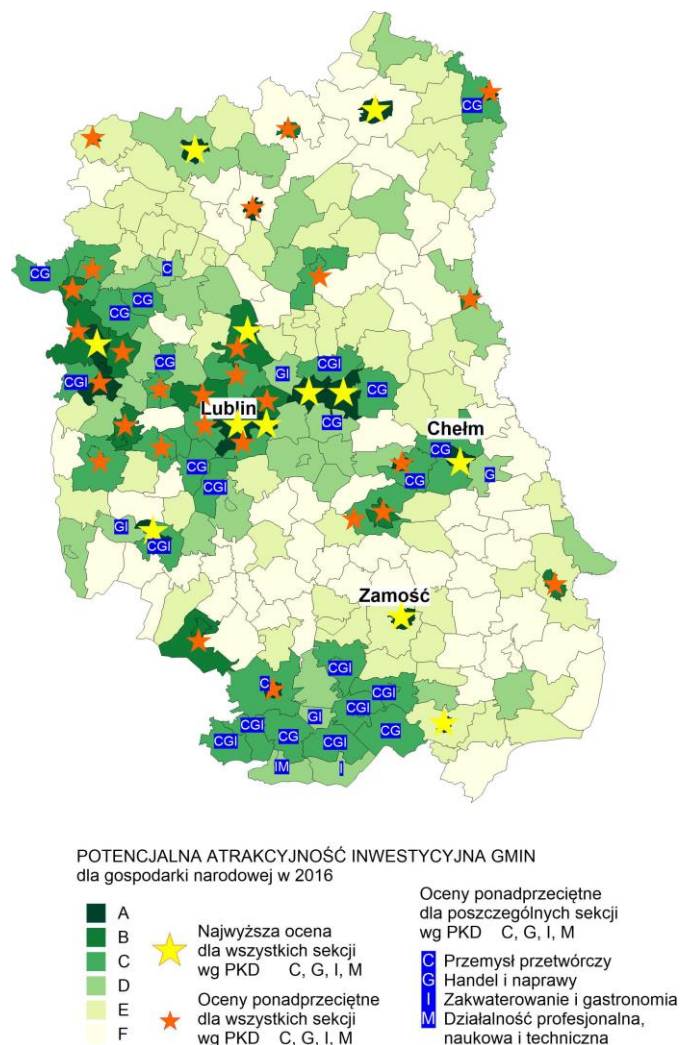 CG
CG
C
CG
CG
CGI
CG
GI
CGI
CG
Lublin
CG
Chełm
CG
CG
CGI
CG
G
GI
CGI
Zamość
CGI
C
CGI
CGI
GI
CGI
CG
CGI
CG
CGI
IM
I
POTENCJALNA ATRAKCYJNOŚĆ INWESTYCYJNA GMIN
dla gospodarki narodowej w 2016
A
B
C
D
E
F
Najwyższa ocena
dla wszystkich sekcji
wg PKD C, G, I, M
Oceny ponadprzeciętne
dla wszystkich sekcji
wg PKD C, G, I, M
Oceny ponadprzeciętne
dla poszczególnych sekcji
wg PKD C, G, I, M
C Przemysł przetwórczy
G Handel i naprawy
I Zakwaterowanie i gastronomia
M Działalność profesjonalna,
naukowa i techniczna